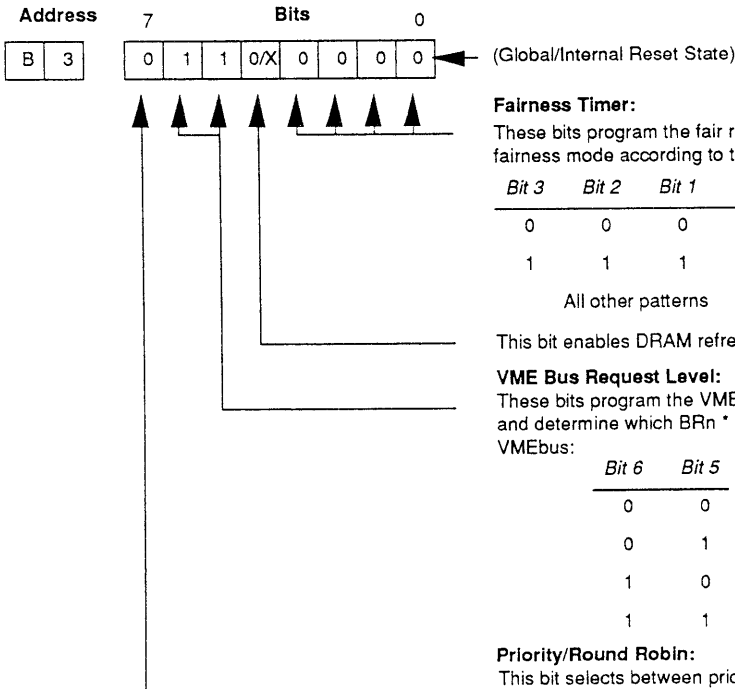 Address 7 Bits 0
B 3 0 1 1 0/X 0 0 0 0 (Global/Internal Reset State)
Fairness Timer:
These bits program the fair r
fairness mode according to t
Bit 3 Bit 2 Bit 1
0 0 0
1 1 1
All other patterns
This bit enables DRAM refre
VME Bus Request Level:
These bits program the VME
and determine which BRn *
VMEbus:
Bit 6 Bit 5
0 0
0 1
1 0
1 1
Priority/Round Robin:
This bit selects between prio